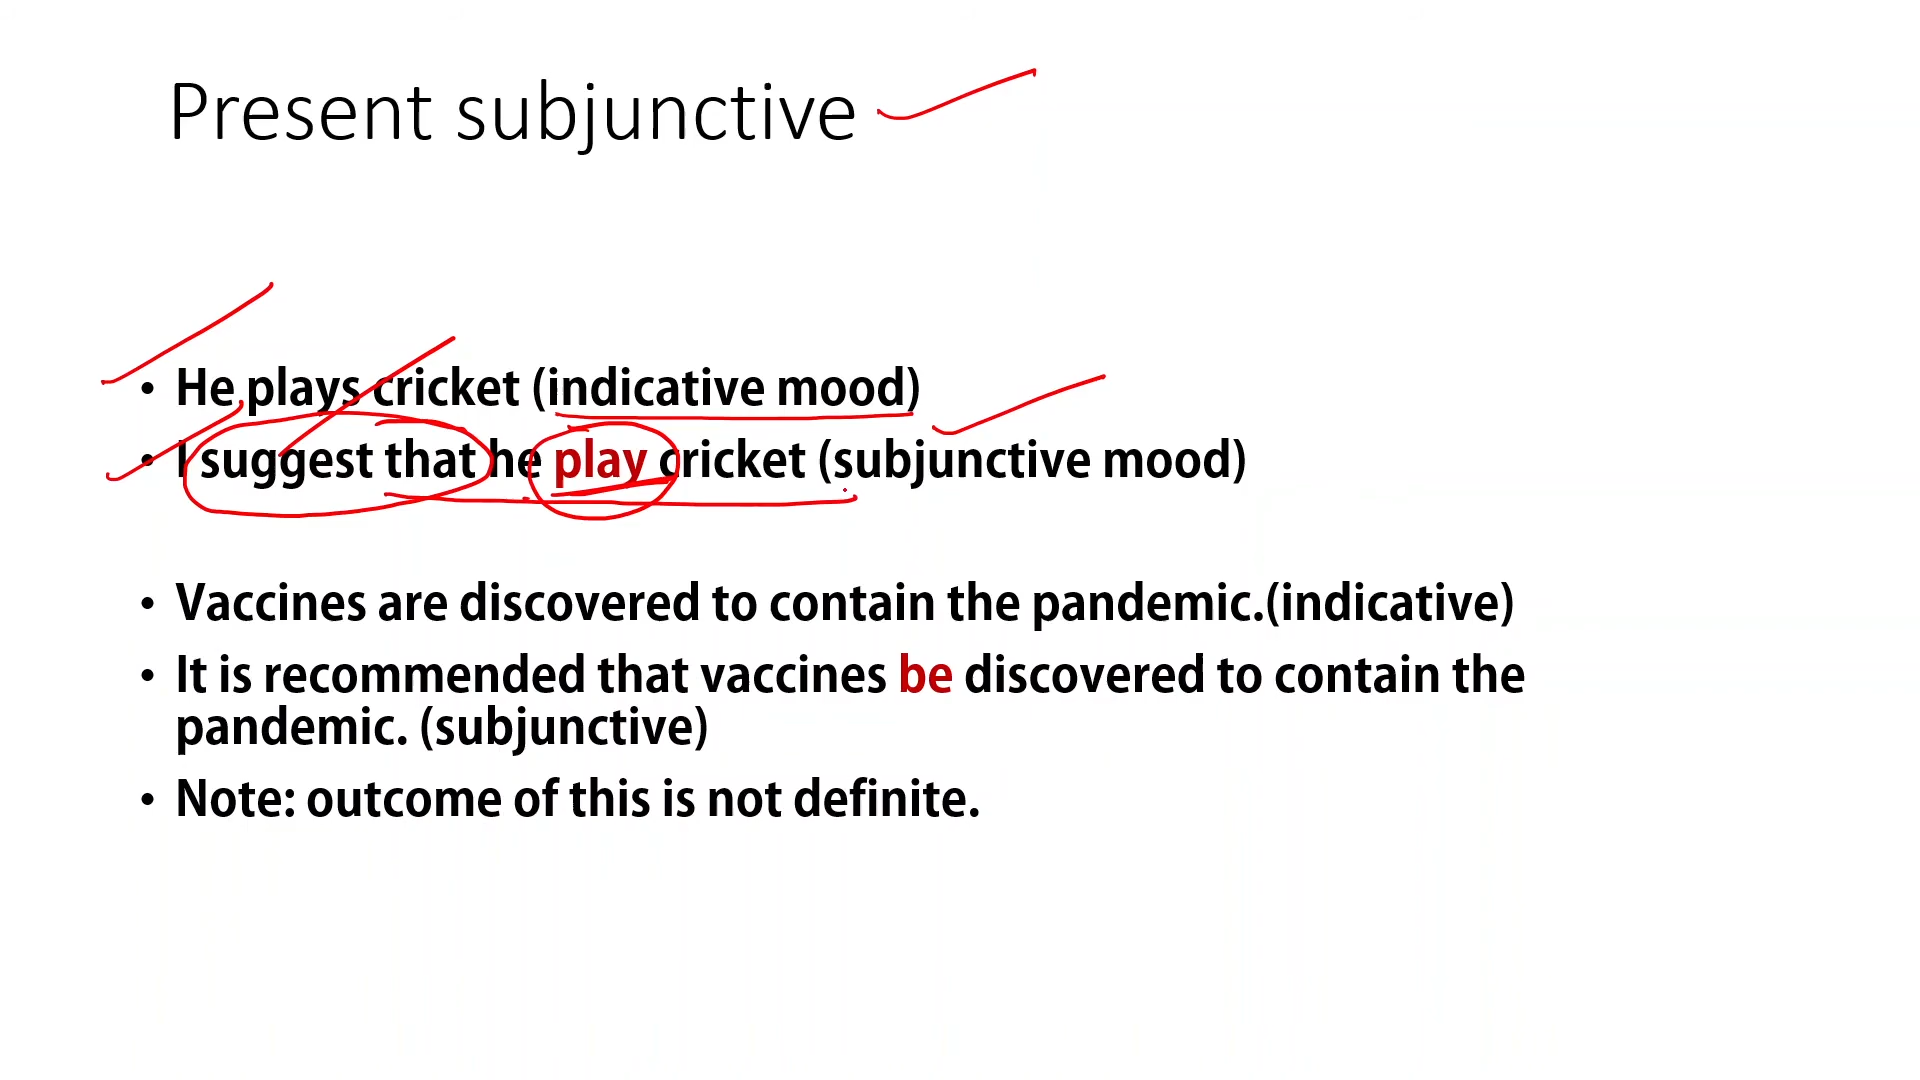 Present subjunctive
• He plays cricket (indicative mood)
• I suggest that he play cricket (subjunctive mood)
• Vaccines are discovered to contain the pandemic.(indicative)
• It is recommended that vaccines be discovered to contain the
pandemic. (subjunctive)
• Note: outcome of this is not definite.